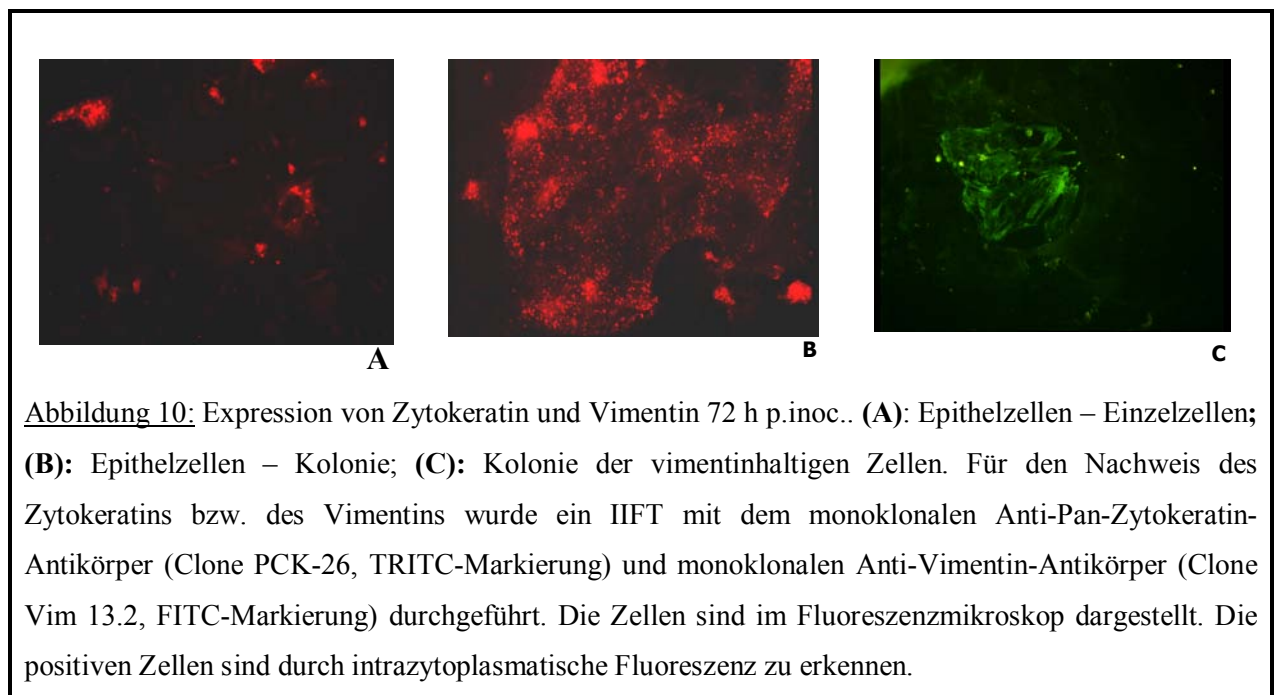 A
B
C
Abbildung 10: Expression von Zytokeratin und Vimentin 72 h p.inoc.. (A): Epithelzellen – Einzelzellen;
(B): Epithelzellen – Kolonie; (C): Kolonie der vimentinhaltigen Zellen. Für den Nachweis des
Zytokeratins bzw. des Vimentins wurde ein IIFT mit dem monoklonalen Anti-Pan-Zytokeratin-
Antikörper (Clone PCK-26, TRITC-Markierung) und monoklonalen Anti-Vimentin-Antikörper (Clone
Vim 13.2, FITC-Markierung) durchgeführt. Die Zellen sind im Fluoreszenzmikroskop dargestellt. Die
positiven Zellen sind durch intrazytoplasmatische Fluoreszenz zu erkennen.